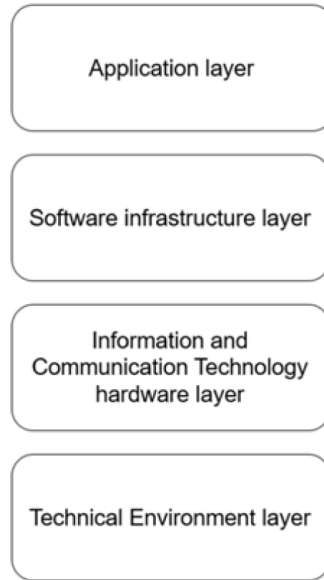 Application layer
Software infrastructure layer
Information and
Communication Technology
hardware layer
Technical Environment layer